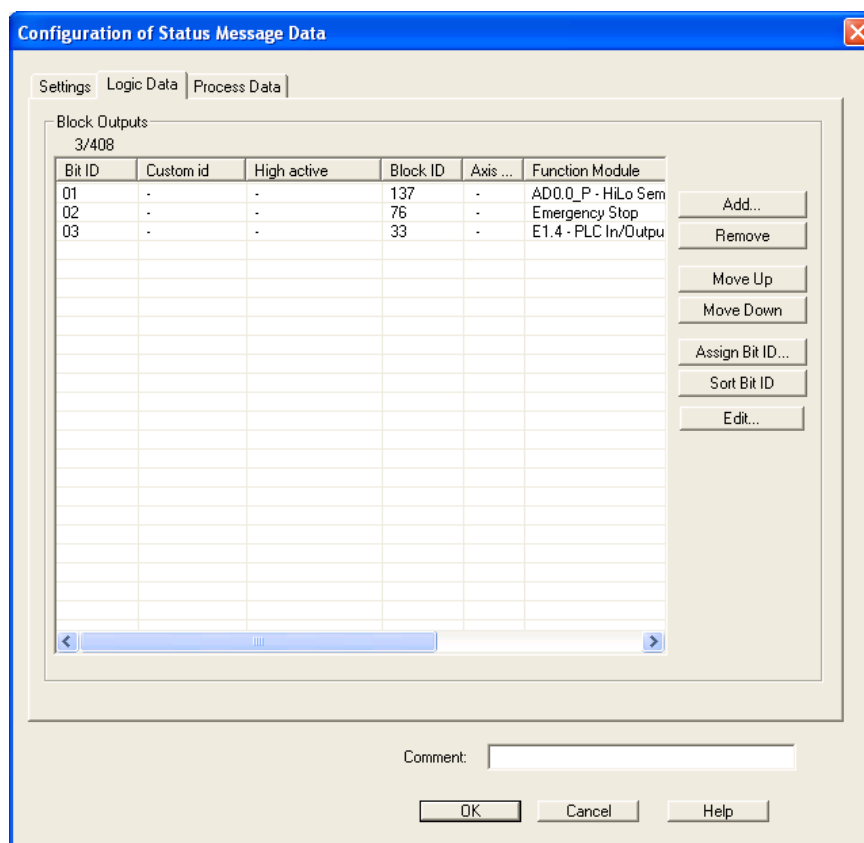 Configuration of Status Message Data
Settings Logic Data Process Data
Block Outputs
3/408
Bit ID Custom id High active Block ID Axis ... Function Module
01 - - 137 - AD0.0_P - HiLo Sem
02 - - 76 - Emergency Stop
03 - - 33 - E1.4 - PLC In/Outpu
Add...
Remove
Move Up
Move Down
Assign Bit ID...
Sort Bit ID
Edit...
Comment:
OK Cancel Help